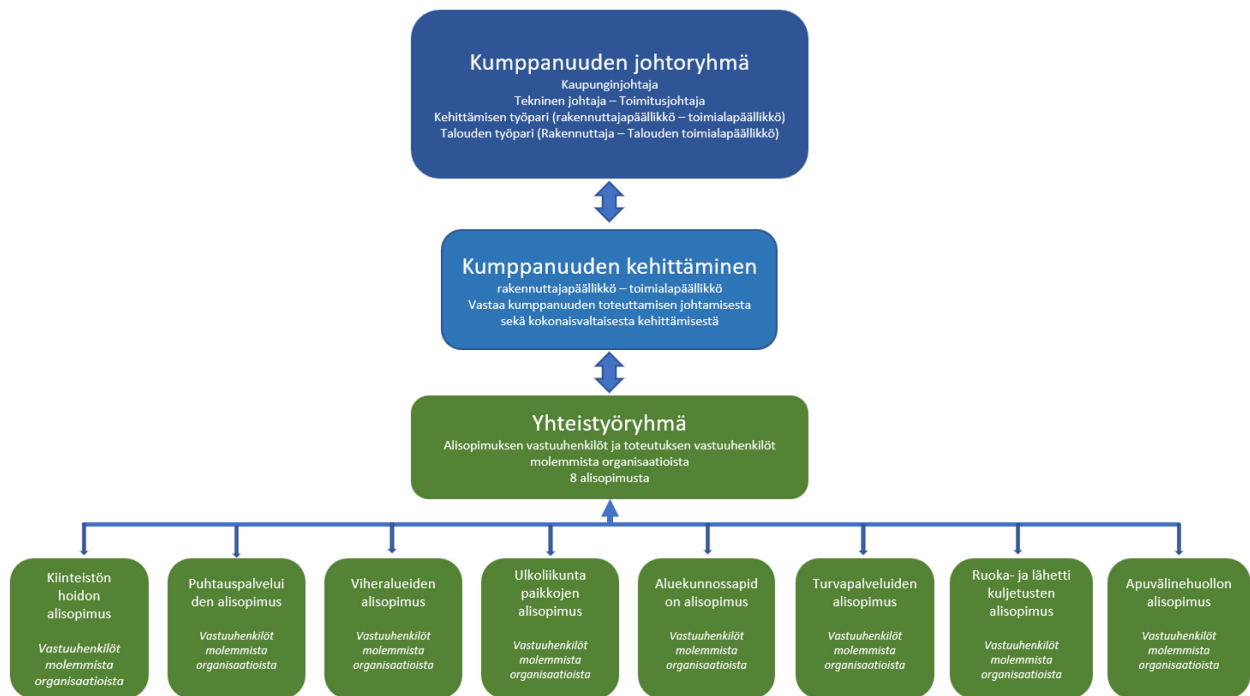 Kumppanuuden johtoryhmä
Kaupunginjohtaja
Tekninen johtaja – Toimitusjohtaja
Kehittämisen työpari (rakennuttajapäällikkö – toimialapäällikkö)
Talouden työpari (Rakennuttaja – Talouden toimialapäällikkö)
Kumppanuuden kehittäminen
rakennuttajapäällikkö – toimialapäällikkö
Vastaa kumppanuuden toteuttamisen johtamisesta
sekä kokonaisvaltaisesta kehittämisestä
Yhteistyöryhmä
Alisopimuksen vastuuhenkilöt ja toteutuksen vastuuhenkilöt
molemmista organisaatioista
8 alisopimusta
Kiinteistön
hoidon
alisopimus
Vastuuhenkilöt
molemmista
organisaatioista
Puhtauspalvelui
den alisopimus
Vastuuhenkilöt
molemmista
organisaatioista
Viheralueiden
alisopimus
Vastuuhenkilöt
molemmista
organisaatioista
Ulkoliikunta
paikkojen
alisopimus
Vastuuhenkilöt
molemmista
organisaatioista
Aluekunnossapid
on alisopimus
Vastuuhenkilöt
molemmista
organisaatioista
Turvapalveluiden
alisopimus
Vastuuhenkilöt
molemmista
organisaatioista
Ruoka- ja lähetti
kuljetusten
alisopimus
Vastuuhenkilöt
molemmista
organisaatioista
Apuvälinehuollon
alisopimus
Vastuuhenkilöt
molemmista
organisaatioista